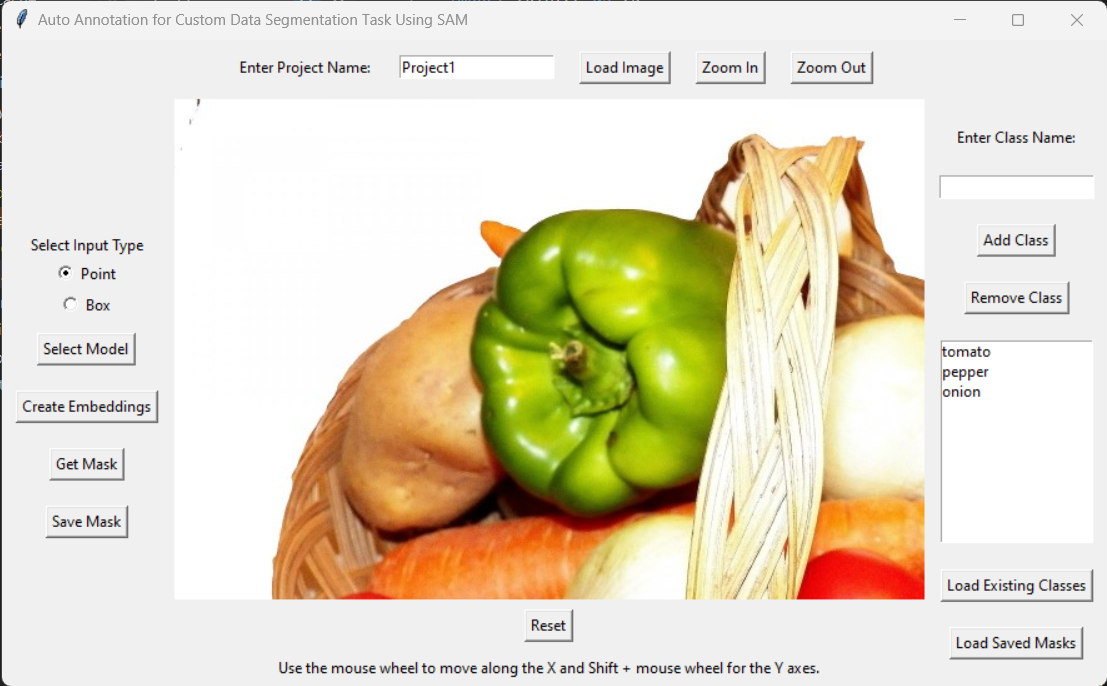 Auto Annotation for Custom Data Segmentation Task Using SAM
Enter Project Name:
Project1
Load Image
Zoom In
Zoom Out
Select Input Type
Point
Box
Select Model
Create Embeddings
Get Mask
Save Mask
Enter Class Name:
Add Class
Remove Class
tomato
pepper
onion
Load Existing Classes
Load Saved Masks
Reset
Use the mouse wheel to move along the X and Shift + mouse wheel for the Y axes.